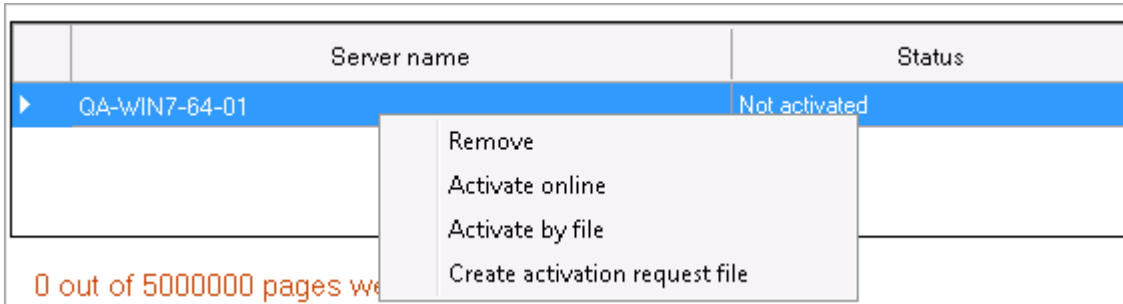 Server name Status
QA-WIN7-64-01 Not activated
Remove
Activate online
Activate by file
Create activation request file
0 out of 5000000 pages we